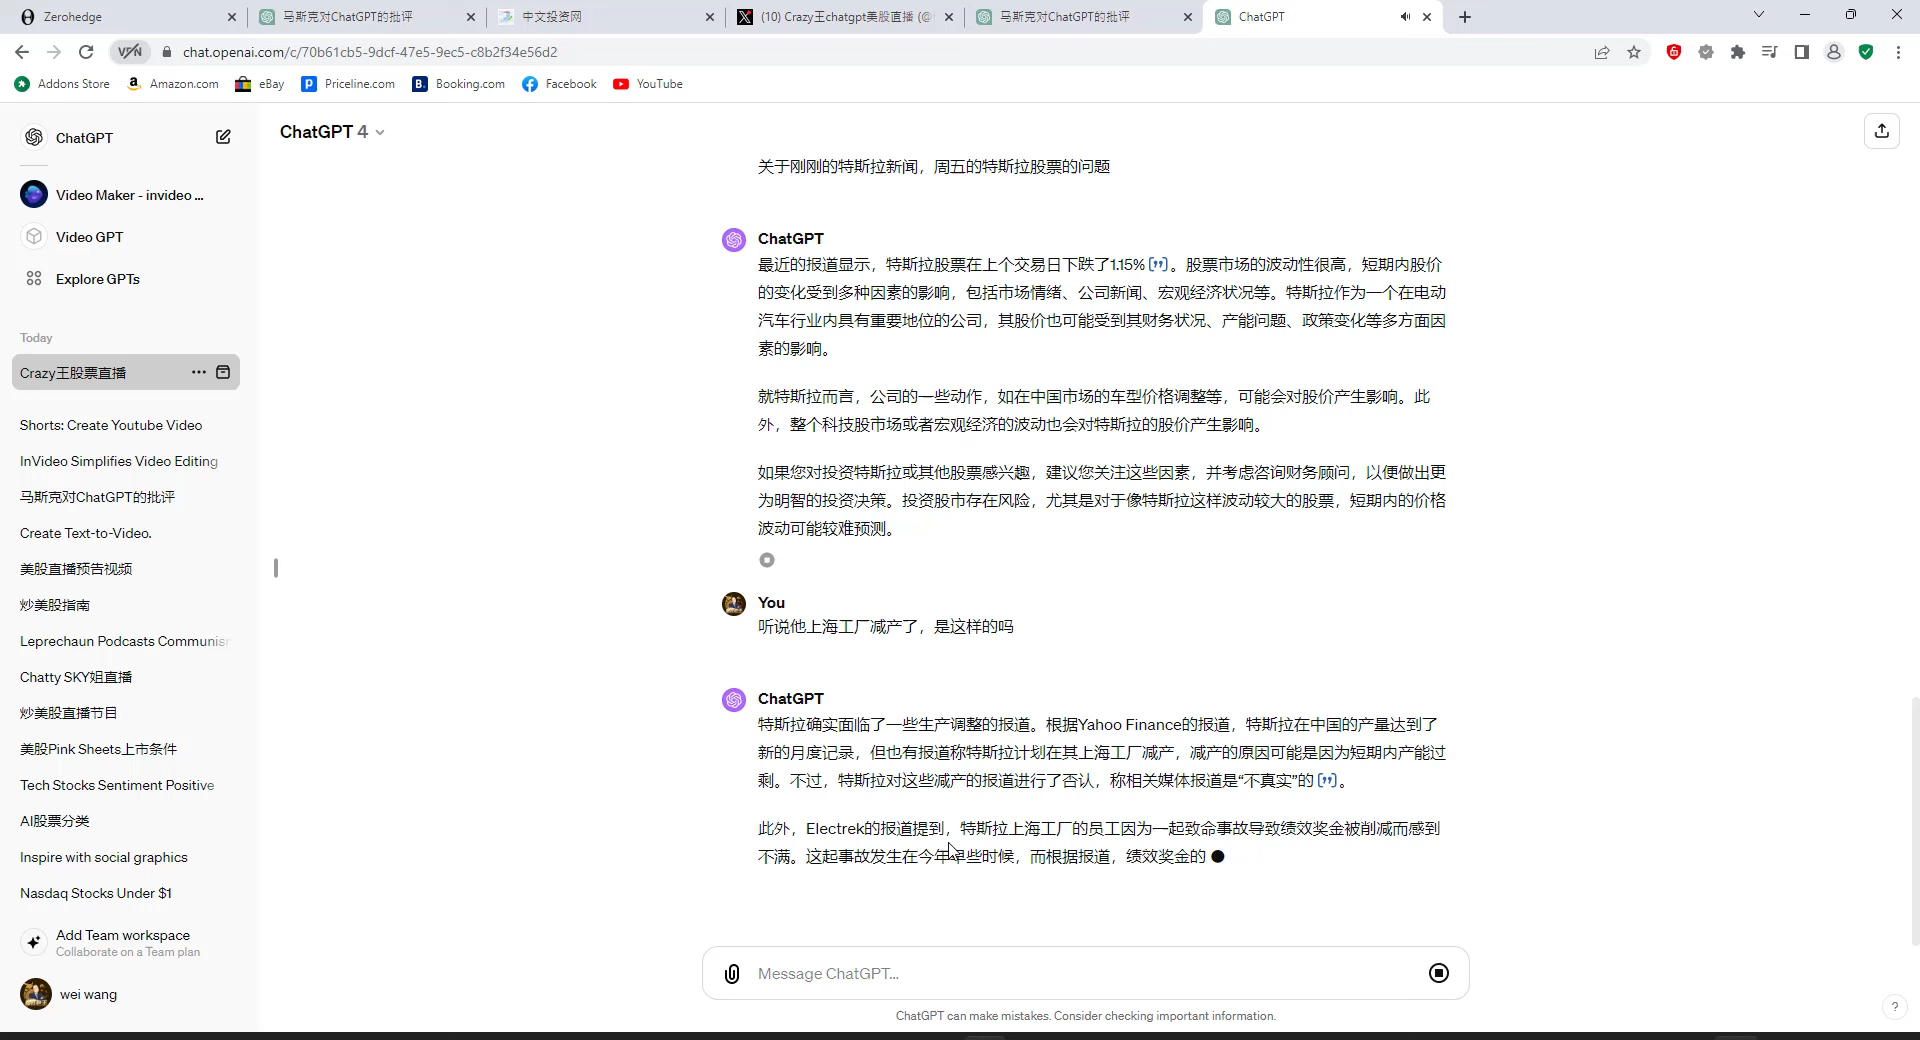 Zerohedge
马斯克对ChatGPT的批评
中文投资网
(10) Crazy王chatgpt美股直播 (@
马斯克对ChatGPT的批评
ChatGPT
VPN
chat.openai.com/c/70b61cb5-9dcf-47e5-9ec5-c8b2f34e56d2
Addons Store
Amazon.com
eBay
Priceline.com
Booking.com
Facebook
YouTube
ChatGPT
Video Maker - invideo ...
Video GPT
Explore GPTs
Today
Crazy王股票直播
Shorts: Create Youtube Video
InVideo Simplifies Video Editing
马斯克对ChatGPT的批评
Create Text-to-Video.
美股直播预告视频
炒美股指南
Leprechaun Podcasts Communis
Chatty SKY姐直播
炒美股直播节目
美股Pink Sheets上市条件
Tech Stocks Sentiment Positive
AI股票分类
Inspire with social graphics
Nasdaq Stocks Under $1
Add Team workspace
Collaborate on a Team plan
wei wang
ChatGPT 4
关于刚刚的特斯拉新闻，周五的特斯拉股票的问题
ChatGPT
最近的报道显示，特斯拉股票在上个交易日下跌了1.15%。股票市场的波动性很高，短期内股价
的变化受到多种因素的影响，包括市场情绪、公司新闻、宏观经济状况等。特斯拉作为一个在电动
汽车行业内具有重要地位的公司，其股价也可能受到其财务状况、产能问题、政策变化等多方面因
素的影响。
就特斯拉而言，公司的一些动作，如在中国市场的车型价格调整等，可能会对股价产生影响。此
外，整个科技股市场或者宏观经济的波动也会对特斯拉的股价产生影响。
如果您对投资特斯拉或其他股票感兴趣，建议您关注这些因素，并考虑咨询财务顾问，以便做出更
为明智的投资决策。投资股市存在风险，尤其是对于像特斯拉这样波动较大的股票，短期内的价格
波动可能较难预测。
You
听说他上海工厂减产了，是这样的吗
ChatGPT
特斯拉确实面临了一些生产调整的报道。根据Yahoo Finance的报道，特斯拉在中国的产量达到了
新的月度记录，但也有报道称特斯拉计划在其上海工厂减产，减产的原因可能是因为短期内产能过
剩。不过，特斯拉对这些减产的报道进行了否认，称相关媒体报道是“不真实”的。
此外，Electrek的报道提到，特斯拉上海工厂的员工因为一起致命事故导致绩效奖金被削减而感到
不满。这起事故发生在今年早些时候，而根据报道，绩效奖金的
Message ChatGPT...
ChatGPT can make mistakes. Consider checking important information.
?